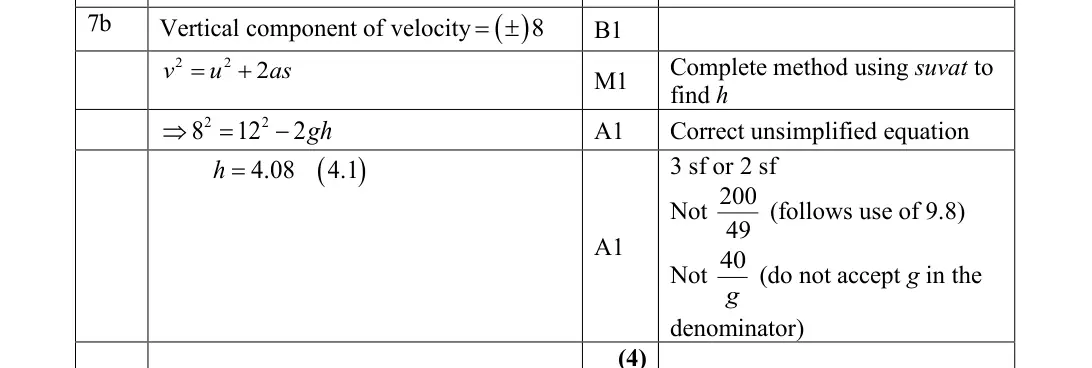 7b Vertical component of velocity = (±)8 B1
v² = u² + 2as M1 Complete method using suvat to
find h
⇒ 8² = 12² − 2gh A1 Correct unsimplified equation
h = 4.08 (4.1) A1 3 sf or 2 sf
Not 200/49 (follows use of 9.8)
Not 40/g (do not accept g in the
denominator)
(4)